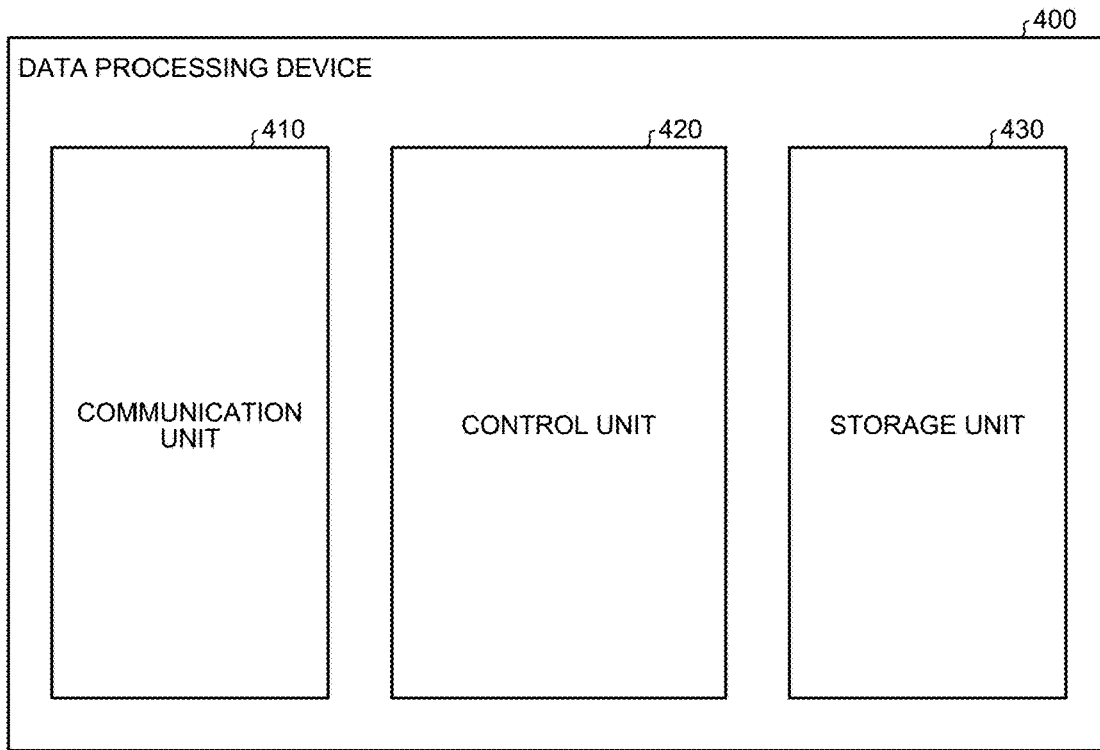 400
DATA PROCESSING DEVICE
410
420
430
COMMUNICATION
UNIT
CONTROL UNIT
STORAGE UNIT